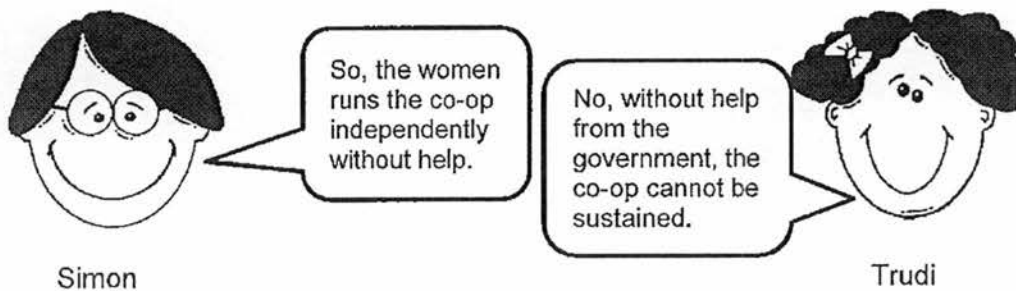 So, the women
runs the co-op
independently
without help.
No, without help
from the
government, the
co-op cannot be
sustained.
Simon
Trudi